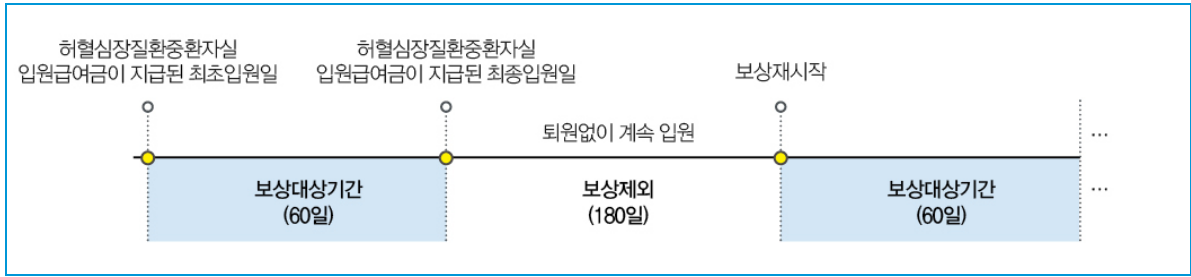 허혈심장질환중환자실
입원급여금이 지급된 최초입원일
허혈심장질환중환자실
입원급여금이 지급된 최종입원일
보상재시작
퇴원없이 계속 입원
...
보상대상기간
(60일)
보상제외
(180일)
보상대상기간
(60일)
...